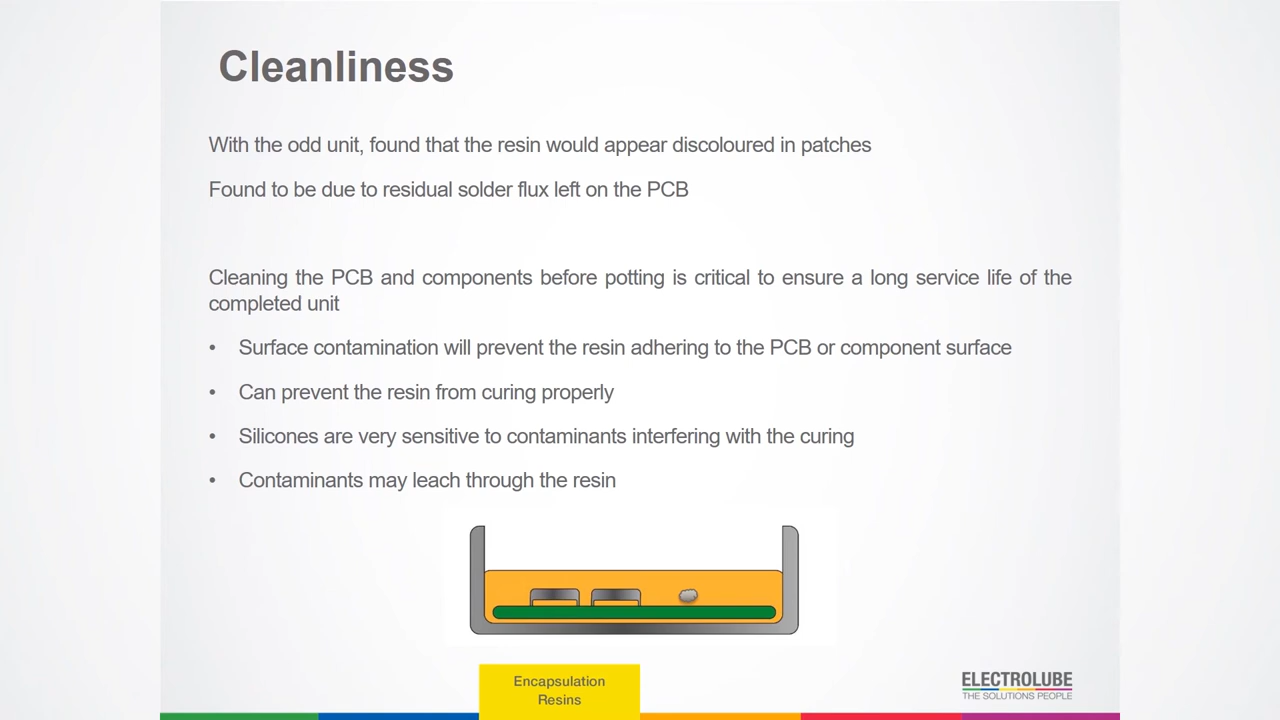 Cleanliness
With the odd unit, found that the resin would appear discoloured in patches
Found to be due to residual solder flux left on the PCB
Cleaning the PCB and components before potting is critical to ensure a long service life of the
completed unit
• Surface contamination will prevent the resin adhering to the PCB or component surface
• Can prevent the resin from curing properly
• Silicones are very sensitive to contaminants interfering with the curing
• Contaminants may leach through the resin
Encapsulation
Resins
ELECTROLUBE
THE SOLUTIONS PEOPLE